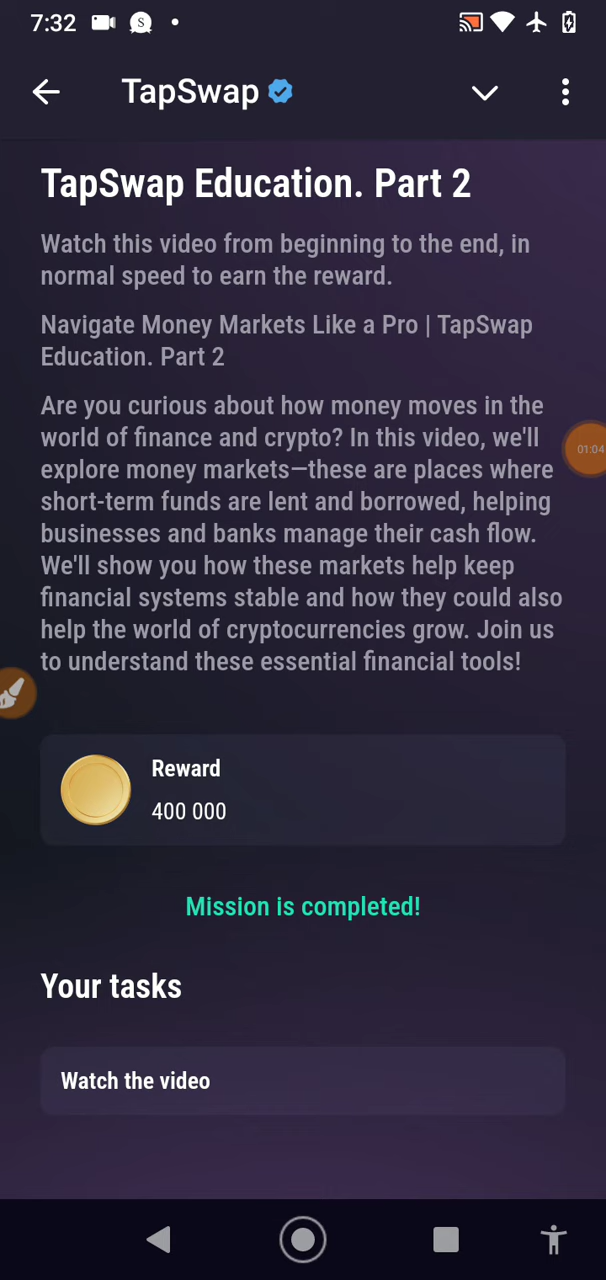 7:32
S
TapSwap
TapSwap Education. Part 2
Watch this video from beginning to the end, in
normal speed to earn the reward.
Navigate Money Markets Like a Pro | TapSwap
Education. Part 2
Are you curious about how money moves in the
world of finance and crypto? In this video, we'll
explore money markets—these are places where
short-term funds are lent and borrowed, helping
businesses and banks manage their cash flow.
We'll show you how these markets help keep
financial systems stable and how they could also
help the world of cryptocurrencies grow. Join us
to understand these essential financial tools!
01:04
Reward
400 000
Mission is completed!
Your tasks
Watch the video